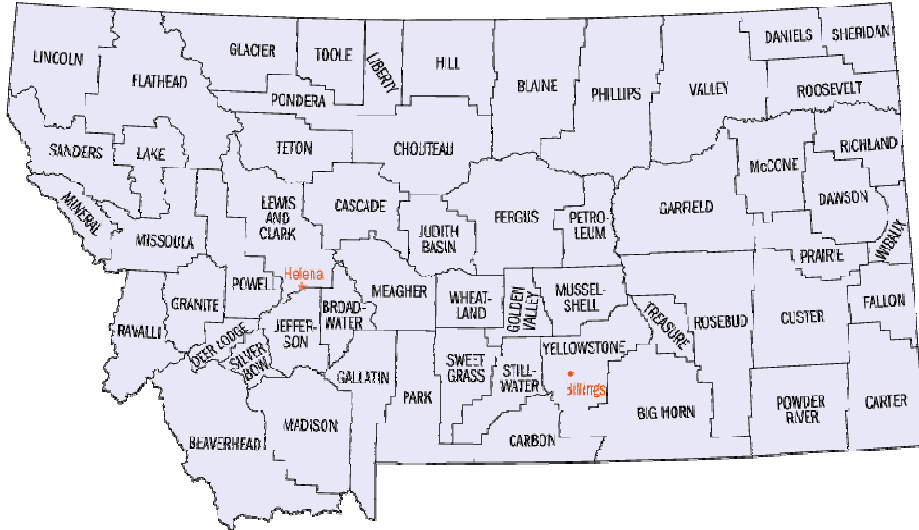 DANIELS
SHERIDAN
LINCOLN
GLACIER
TOOLE
LIBERTY
HILL
FLATHEAD
BLAINE
PHILLIPS
VALLEY
ROOSEVELT
PONDERA
SANDERS
LAKE
TETON
CHOUTEAU
McCONE
RICHLAND
MINERAL
MISSOULA
LEWIS
AND
CLARK
CASCADE
JUDITH
BASIN
FERGUS
PETRO-
LEUM
GARFIELD
DAWSON
WIBAUX
PRAIRIE
Helena
POWELL
GRANITE
RAVALLI
DEER LODGE
SILVER
BOW
JEFFER-
SON
BROAD-
WATER
MEAGHER
WHEAT-
LAND
GOLDEN
VALLEY
MUSSEL-
SHELL
TREASURE
ROSEBUD
CUSTER
FALLON
YELLOWSTONE
Billings
GALLATIN
PARK
SWEET
GRASS
STILL-
WATER
BEAVERHEAD
MADISON
CARBON
BIG HORN
POWDER
RIVER
CARTER